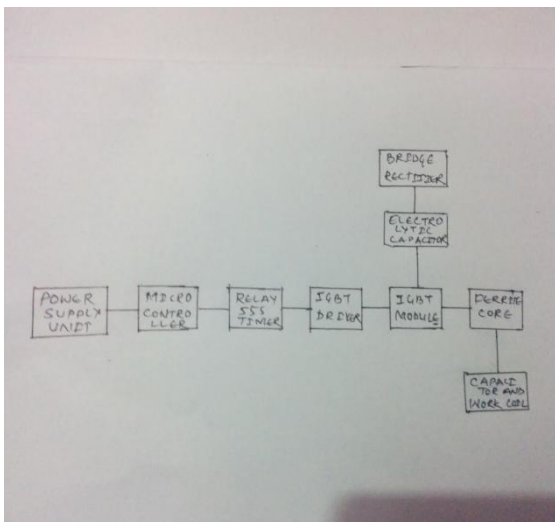 BRIDGE
RECTIFIER
ELECTRO
LYTIC
CAPACITOR
POWER
SUPPLY
UNIT
MICRO
CONTRO
LLER
RELAY
555
TIMER
IGBT
DRIVER
IGBT
MODULE
FERRITE
CORE
CAPACI
TOR AND
WORK COIL